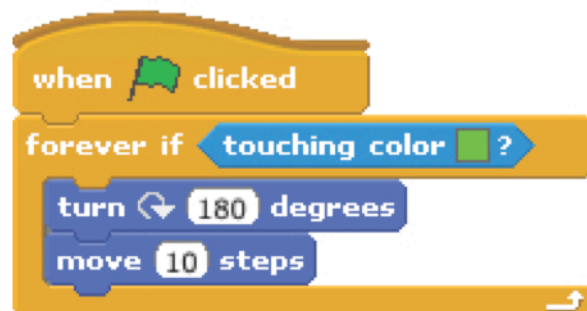 when clicked
forever if touching color ?
turn 180 degrees
move 10 steps